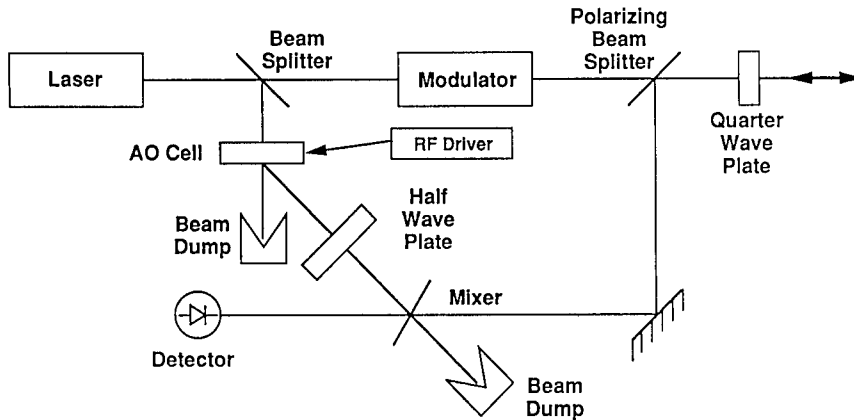 Laser
Beam
Splitter
Modulator
Polarizing
Beam
Splitter
Quarter
Wave
Plate
AO Cell
RF Driver
Half
Wave
Plate
Beam
Dump
Mixer
Detector
Beam
Dump